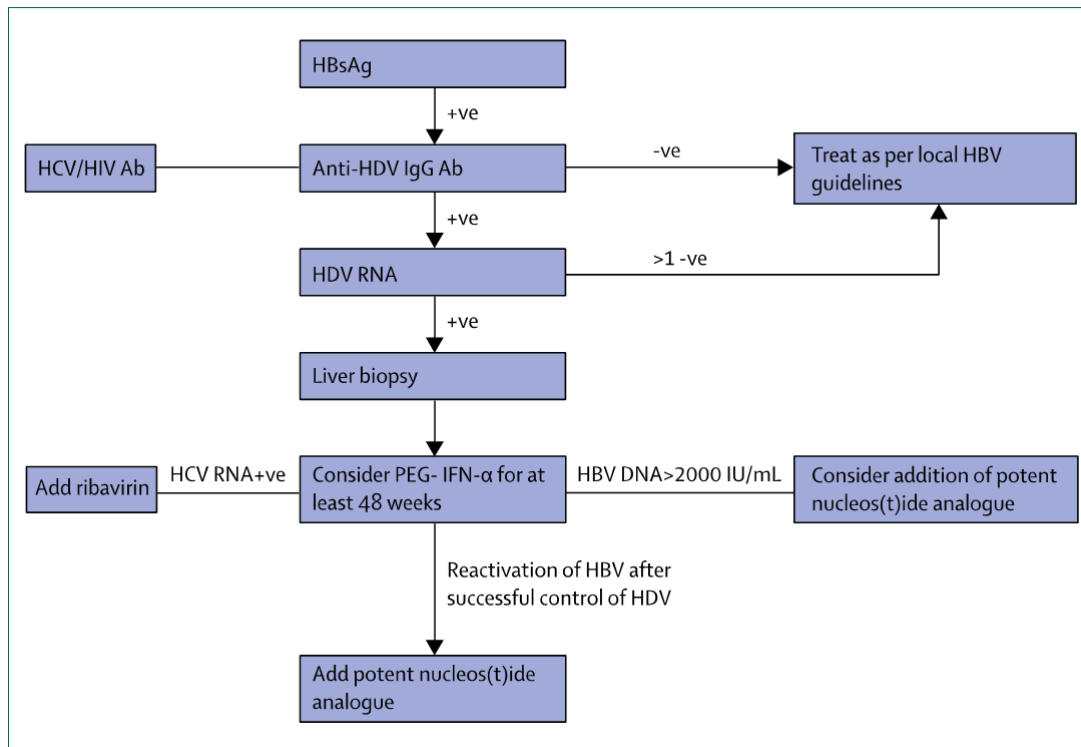 HBsAg
+ve
HCV/HIV Ab
Anti-HDV IgG Ab
-ve
Treat as per local HBV
guidelines
+ve
HDV RNA
>1 -ve
+ve
Liver biopsy
Add ribavirin
HCV RNA+ve
Consider PEG- IFN-α for at
least 48 weeks
HBV DNA>2000 IU/mL
Consider addition of potent
nucleos(t)ide analogue
Reactivation of HBV after
successful control of HDV
Add potent nucleos(t)ide
analogue